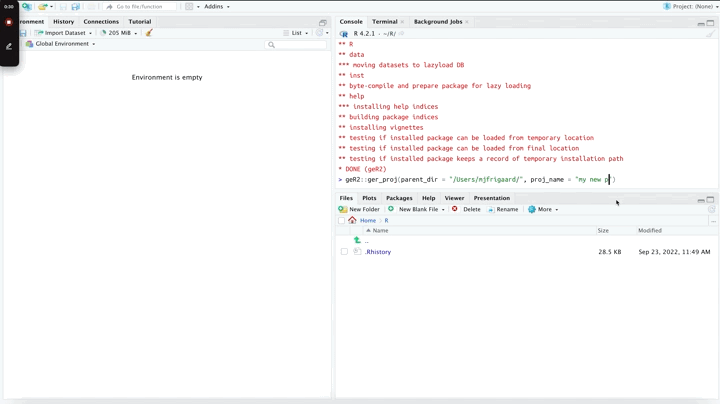 0:30
Go to file/function
Addins
Project: (None)
ronment
History
Connections
Tutorial
Import Dataset
205 MiB
List
Global Environment
Environment is empty
Console
Terminal
Background Jobs
R 4.2.1 · ~/R/
** R
** data
*** moving datasets to lazyload DB
** inst
** byte-compile and prepare package for lazy loading
** help
*** installing help indices
** building package indices
** installing vignettes
** testing if installed package can be loaded from temporary location
** testing if installed package can be loaded from final location
** testing if installed package keeps a record of temporary installation path
* DONE (geR2)
> geR2::ger_proj(parent_dir = "/Users/mjfrigaard/", proj_name = "my new p")
Files
Plots
Packages
Help
Viewer
Presentation
New Folder
New Blank File
Delete
Rename
More
Home
R
Name
Size
Modified
..
.Rhistory
28.5 KB
Sep 23, 2022, 11:49 AM